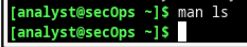 [analyst@secOps ~]$ man ls
[analyst@secOps ~]$